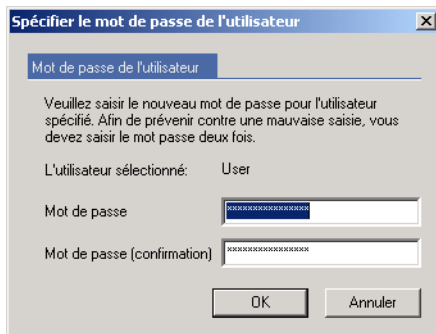 Spécifier le mot de passe de l'utilisateur
Mot de passe de l'utilisateur
Veuillez saisir le nouveau mot de passe pour l'utilisateur
spécifié. Afin de prévenir contre une mauvaise saisie, vous
devez saisir le mot passe deux fois.
L'utilisateur sélectionné: User
Mot de passe ****************
Mot de passe (confirmation) ****************
OK Annuler